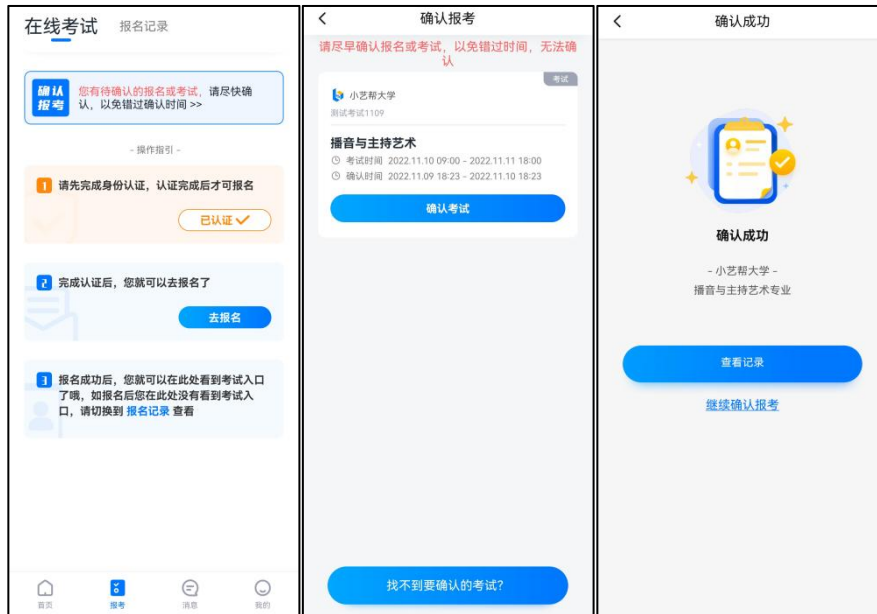 在线考试 报名记录
确认
报考
您有待确认的报名或考试，请尽快确
认，以免错过确认时间 >>
- 操作指引 -
1 请先完成身份认证，认证完成后才可报名
已认证
2 完成认证后，您就可以去报名了
去报名
3 报名成功后，您就可以在此处看到考试入口
了哦，如报名后您在此处没有看到考试入
口，请切换到 报名记录 查看
首页 报考 消息 我的
确认报考
请尽早确认报名或考试，以免错过时间，无法确
认
考试
小艺帮大学
测试考试1109
播音与主持艺术
考试时间 2022.11.10 09:00 - 2022.11.11 18:00
确认时间 2022.11.09 18:23 - 2022.11.10 18:23
确认考试
找不到要确认的考试?
确认成功
确认成功
- 小艺帮大学 -
播音与主持艺术专业
查看记录
继续确认报考